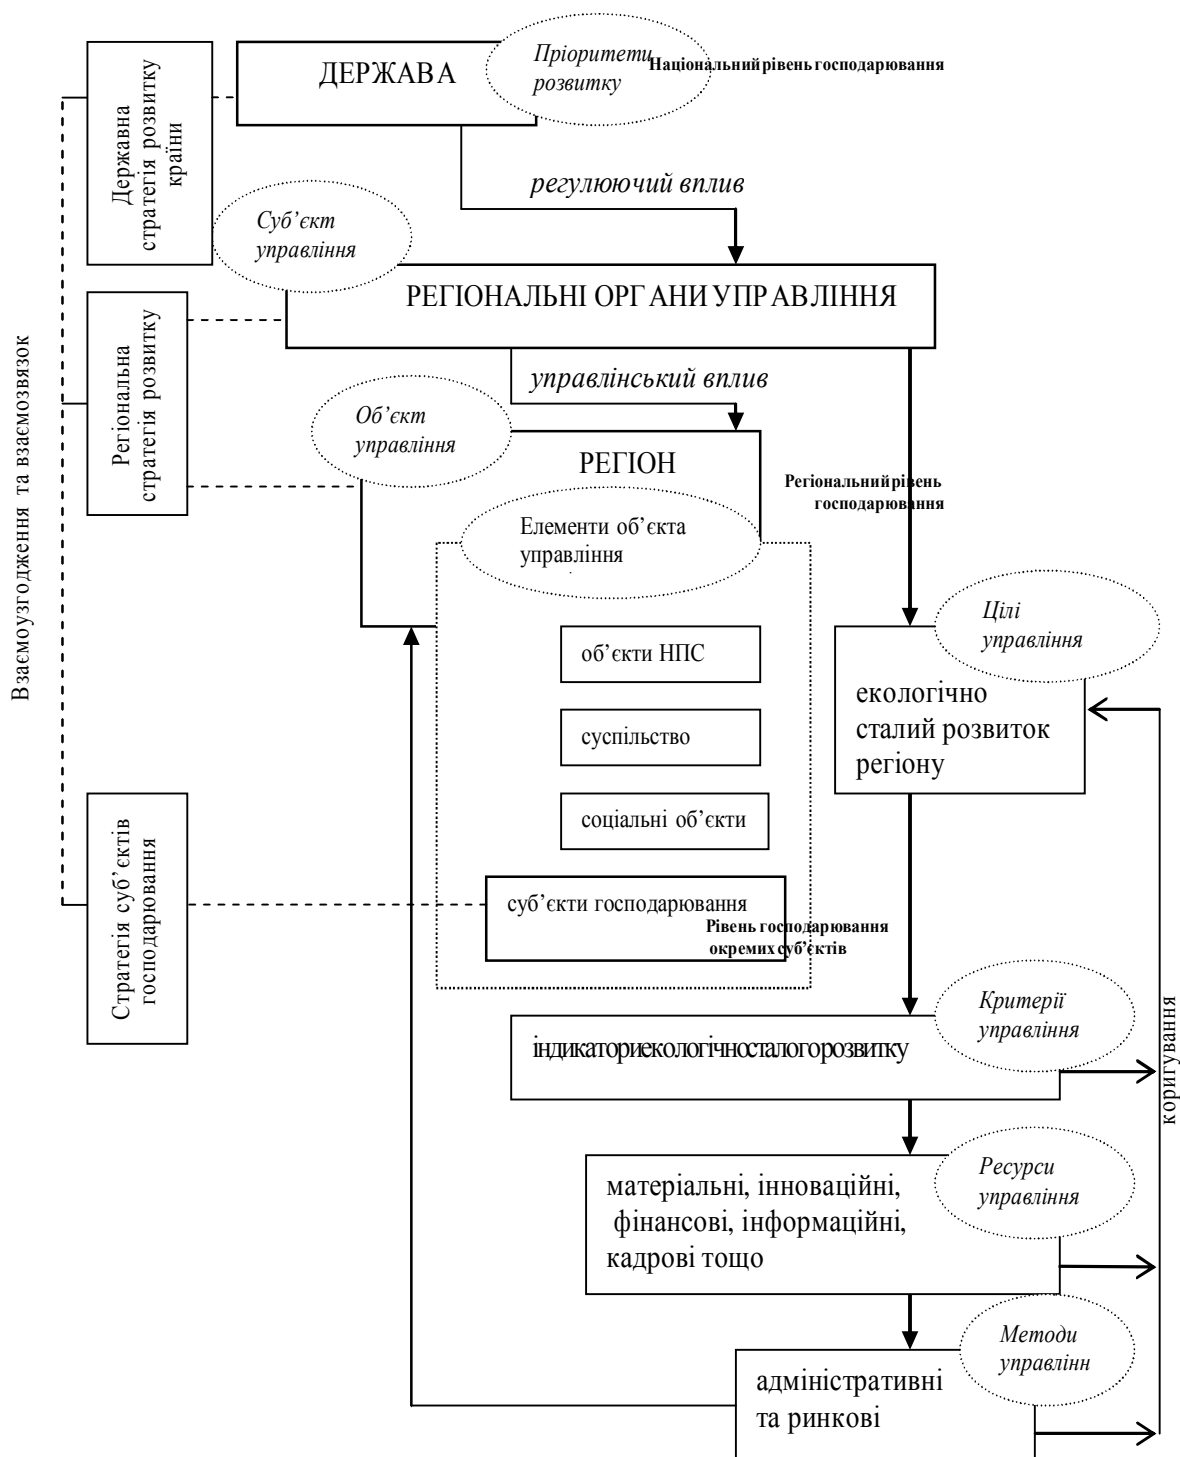 Пріоритети
розвитку
ДЕРЖАВА
Національний рівень господарювання
Державна
стратегія розвитку
країни
регулюючий вплив
Суб’єкт
управління
РЕГІОНАЛЬНІ ОРГАНИ УПРАВЛІННЯ
Регіональна
стратегія розвитку
Взаємоузгодження та взаємозвязок
управлінський вплив
Об’єкт
управління
РЕГІОН
Регіональний рівень
господарювання
Елементи об’єкта
управління
Цілі
управління
об’єкти НПС
екологічно
сталий розвиток
регіону
суспільство
соціальні об’єкти
Стратегія суб’єктів
господарювання
суб’єкти господарювання
Рівень господарювання
окремих суб’єктів
Критерії
управління
індикатори екологічно сталого розвитку
коригування
Ресурси
управління
матеріальні, інноваційні,
фінансові, інформаційні,
кадрові тощо
Методи
управлінн
адміністративні
та ринкові